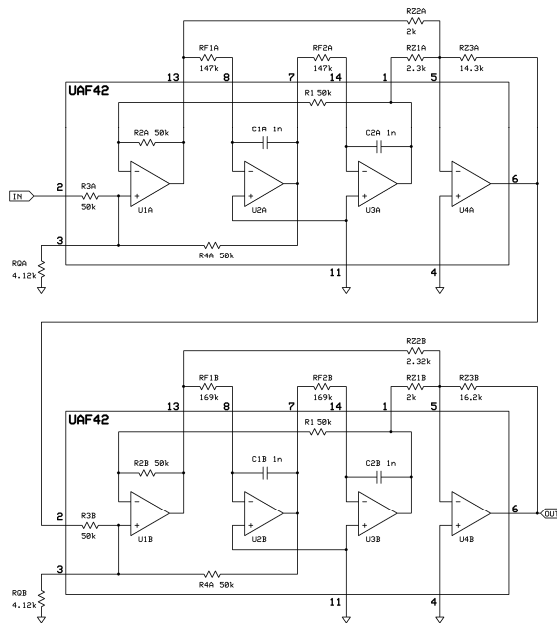 RZ2A
2k
RF1A
147k
RF2A
147k
RZ1A
2.3k
RZ3A
14.3k
13
8
7
14
1
5
UAF42
R1 50k
R2A 50k
C1A 1n
C2A 1n
IN
2
R3A
50k
-
+
U1A
-
+
U2A
-
+
U3A
-
+
U4A
6
3
R4A 50k
RQA
4.12k
11
4
RZ2B
2.32k
RF1B
169k
RF2B
169k
RZ1B
2k
RZ3B
16.2k
13
8
7
14
1
5
UAF42
R1 50k
R2B 50k
C1B 1n
C2B 1n
2
R3B
50k
-
+
U1B
-
+
U2B
-
+
U3B
-
+
U4B
6
OUT
3
R4A 50k
RQB
4.12k
11
4